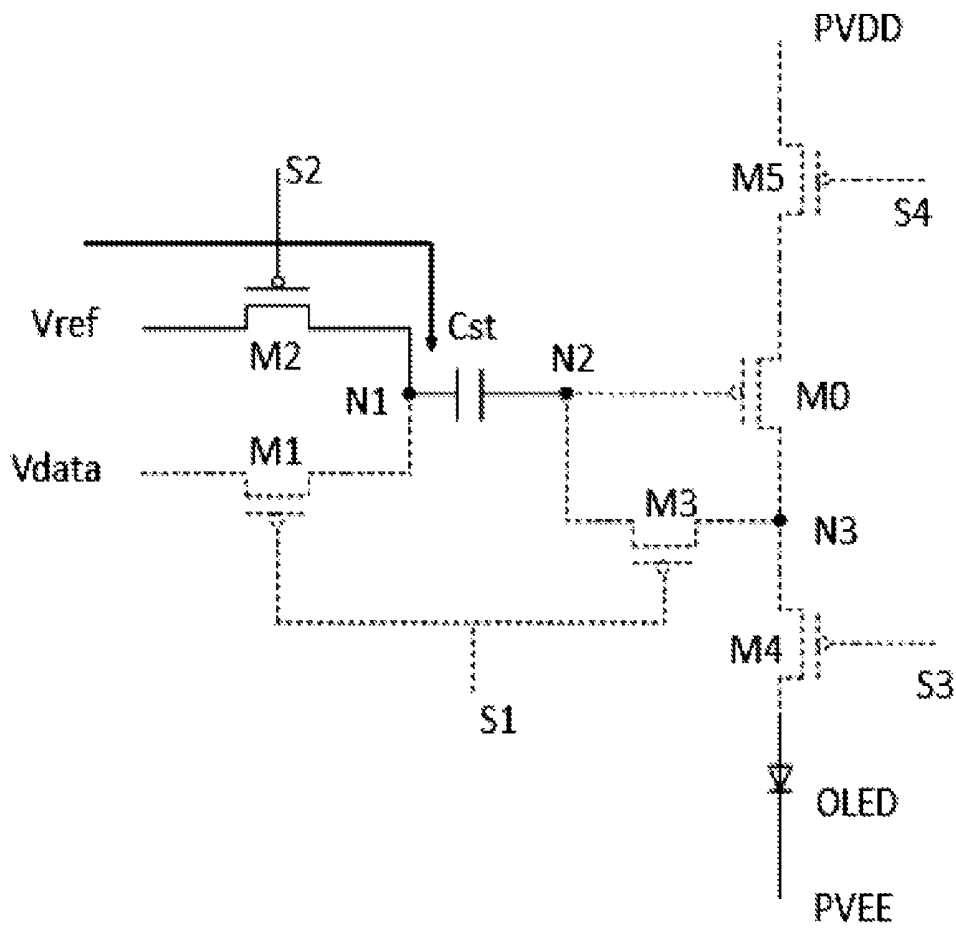 PVDD
S2
M5
S4
Vref
M2
Cst
N2
N1
M0
Vdata
M1
M3
N3
M4
S3
S1
OLED
PVEE